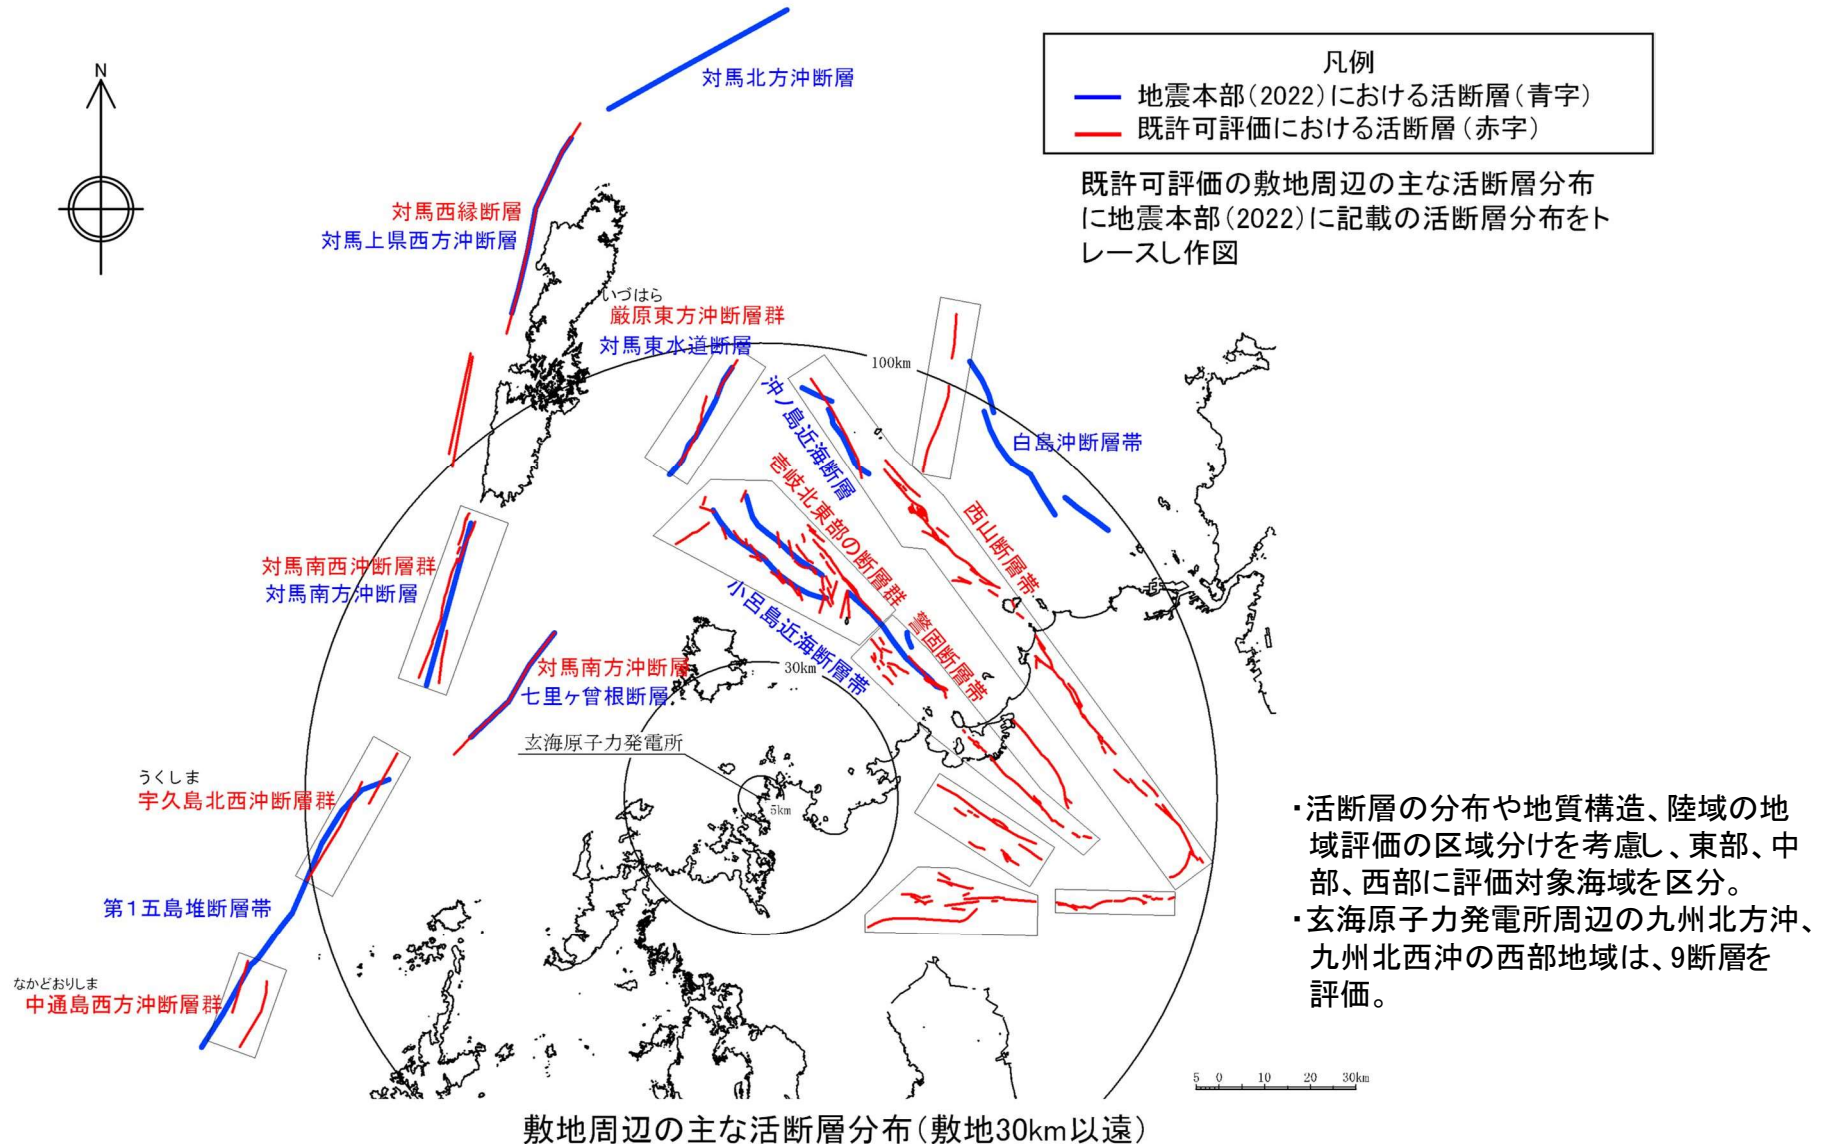 N
対馬北方沖断層
凡例
地震本部(2022)における活断層(青字)
既許可評価における活断層(赤字)
既許可評価の敷地周辺の主な活断層分布
に地震本部(2022)に記載の活断層分布をト
レースし作図
対馬西縁断層
対馬上県西方沖断層
いづはら
厳原東方沖断層群
対馬東水道断層
100km
沖ノ島近海断層
白島沖断層帯
壱岐北東部の断層群
西山断層帯
対馬南西沖断層群
対馬南方沖断層
小呂島近海断層帯
警固断層帯
対馬南方沖断層
30km
七里ヶ曾根断層
玄海原子力発電所
5km
うくしま
宇久島北西沖断層群
第1五島堆断層帯
なかどおりしま
中通島西方沖断層群
・活断層の分布や地質構造、陸域の地
域評価の区域分けを考慮し、東部、中
部、西部に評価対象海域を区分。
・玄海原子力発電所周辺の九州北方沖、
九州北西沖の西部地域は、9断層を
評価。
5 0 10 20 30km
敷地周辺の主な活断層分布(敷地30km以遠)